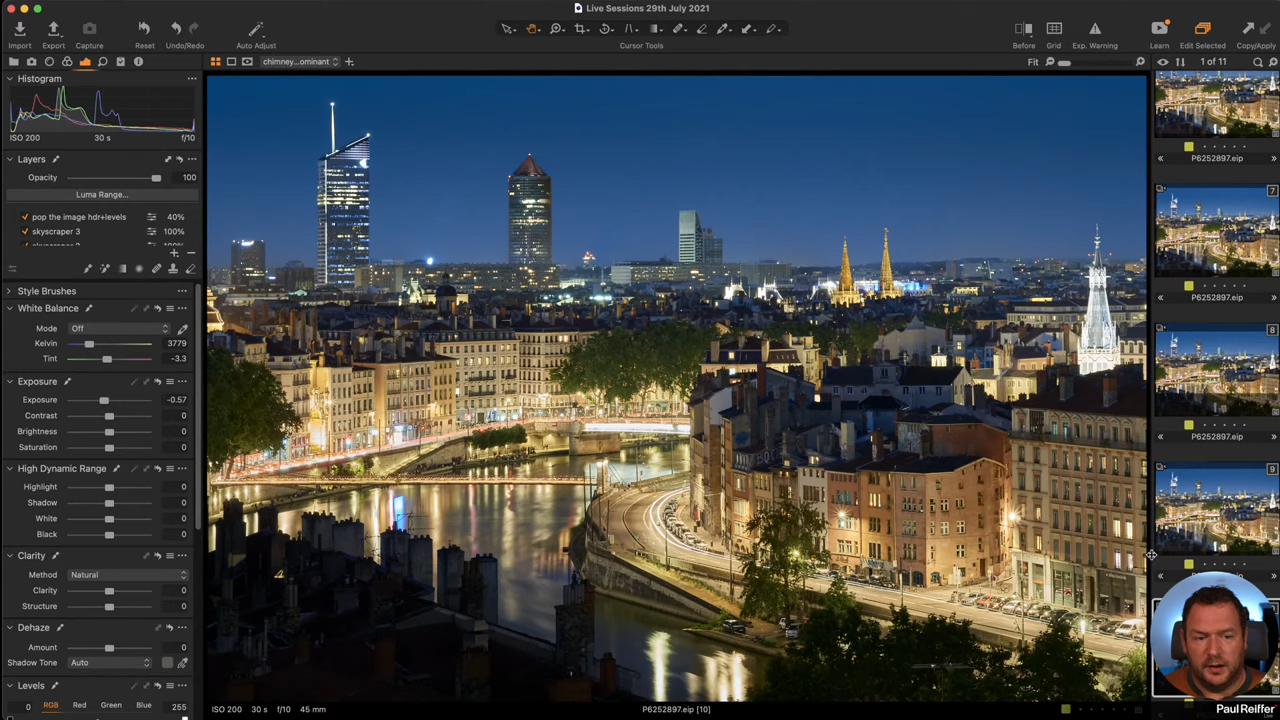 Live Sessions 29th July 2021
Import
Export
Capture
Reset
Undo/Redo
Auto Adjust
Cursor Tools
Before
Grid
Exp. Warning
Learn
Edit Selected
Copy/Apply
chimney...ominant
Fit
1 of 11
Histogram
ISO 200
30 s
f/10
Layers
Opacity
100
Luma Range...
pop the image hdr+levels
40%
skyscraper 3
100%
Style Brushes
White Balance
Mode
Off
Kelvin
3779
Tint
-3.3
Exposure
Exposure
-0.57
Contrast
0
Brightness
0
Saturation
0
High Dynamic Range
Highlight
0
Shadow
0
White
0
Black
0
Clarity
Method
Natural
Clarity
0
Structure
0
Dehaze
Amount
0
Shadow Tone
Auto
Levels
0
RGB
Red
Green
Blue
255
ISO 200
30 s
f/10
45 mm
P6252897.eip [10]
P6252897.eip
7
P6252897.eip
8
P6252897.eip
9
PaulReiffer
Live